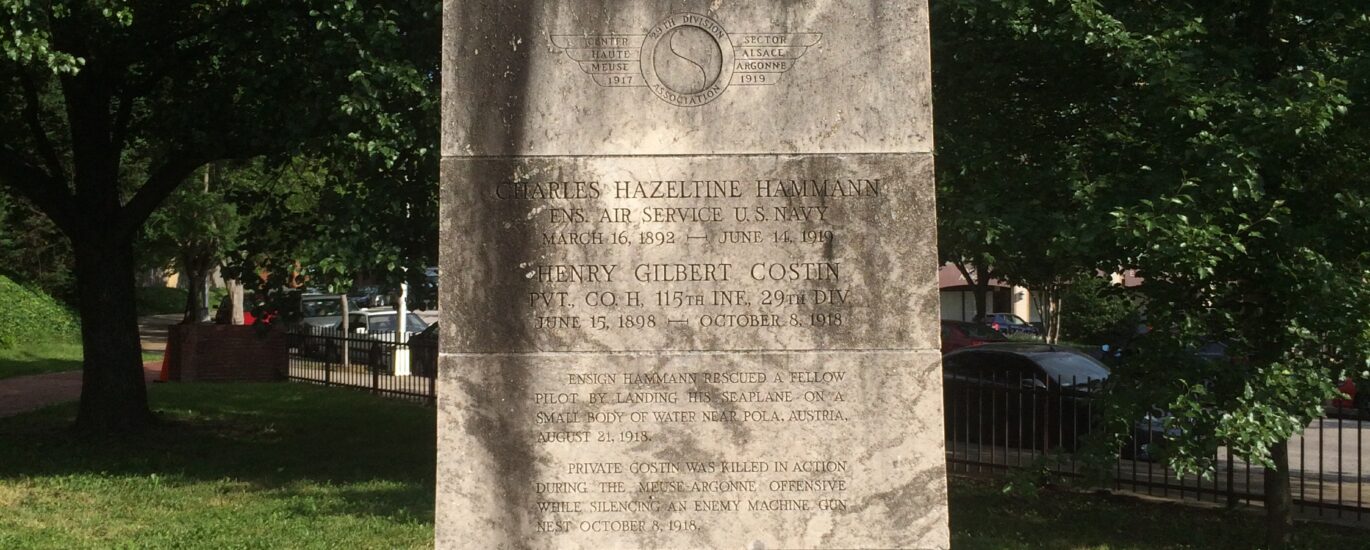 29TH DIVISION
ASSOCIATION
CENTER
HAUTE
MEUSE
1917
SECTOR
ALSACE
ARGONNE
1919
CHARLES HAZELTINE HAMMANN
ENS. AIR SERVICE U.S. NAVY
MARCH 16, 1892 — JUNE 14, 1919
HENRY GILBERT COSTIN
PVT., CO. H, 115TH INF., 29TH DIV.
JUNE 15, 1898 — OCTOBER 8, 1918
ENSIGN HAMMANN RESCUED A FELLOW
PILOT BY LANDING HIS SEAPLANE ON A
SMALL BODY OF WATER NEAR POLA, AUSTRIA,
AUGUST 21, 1918.
PRIVATE COSTIN WAS KILLED IN ACTION
DURING THE MEUSE-ARGONNE OFFENSIVE
WHILE SILENCING AN ENEMY MACHINE GUN
NEST OCTOBER 8, 1918.